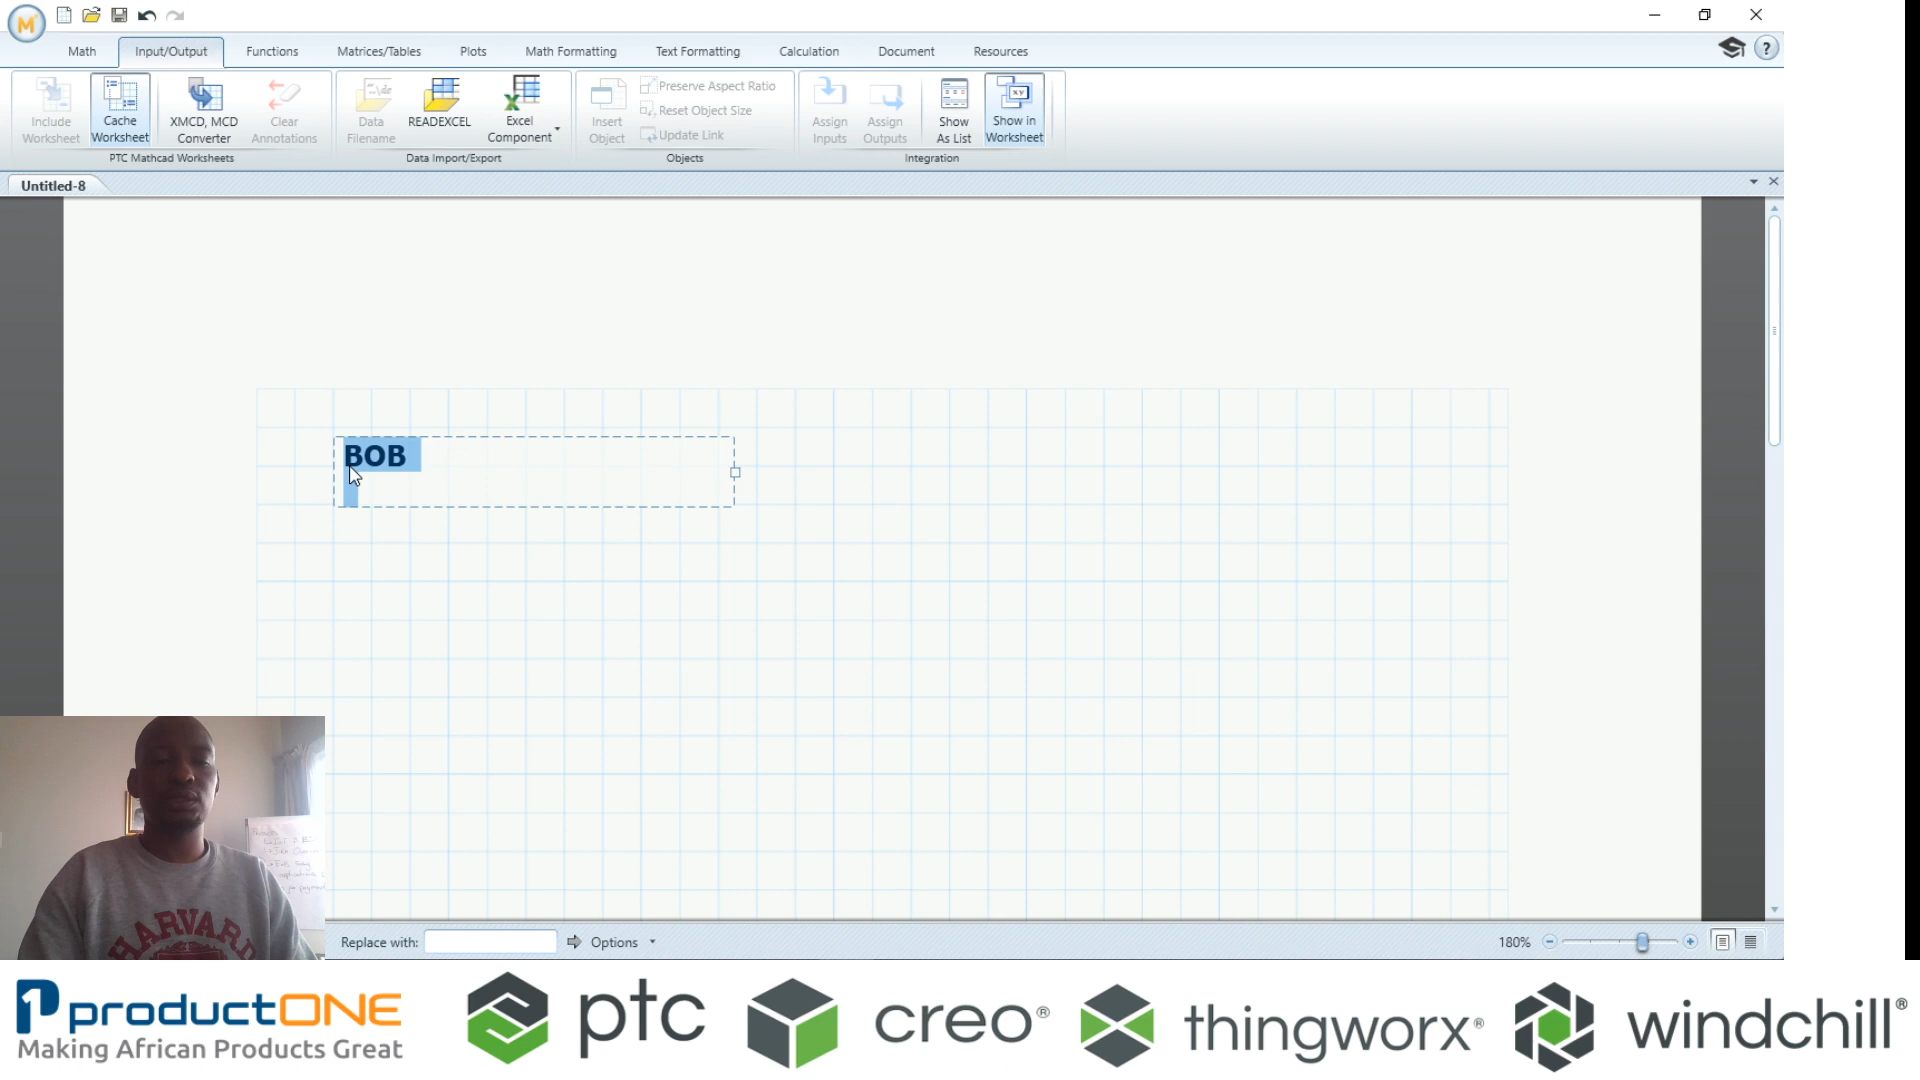 Math Input/Output Functions Matrices/Tables Plots Math Formatting Text Formatting Calculation Document Resources
Include Worksheet
Cache Worksheet
XMCD, MCD Converter
Clear Annotations
PTC Mathcad Worksheets
Data Filename
READEXCEL
Excel Component
Data Import/Export
Insert Object
Preserve Aspect Ratio
Reset Object Size
Update Link
Objects
Assign Inputs
Assign Outputs
Show As List
Show in Worksheet
Integration
Untitled-8
BOB
HARVARD
Replace with:
Options
180%
productONE
Making African Products Great
ptc
creo®
thingworx®
windchill®